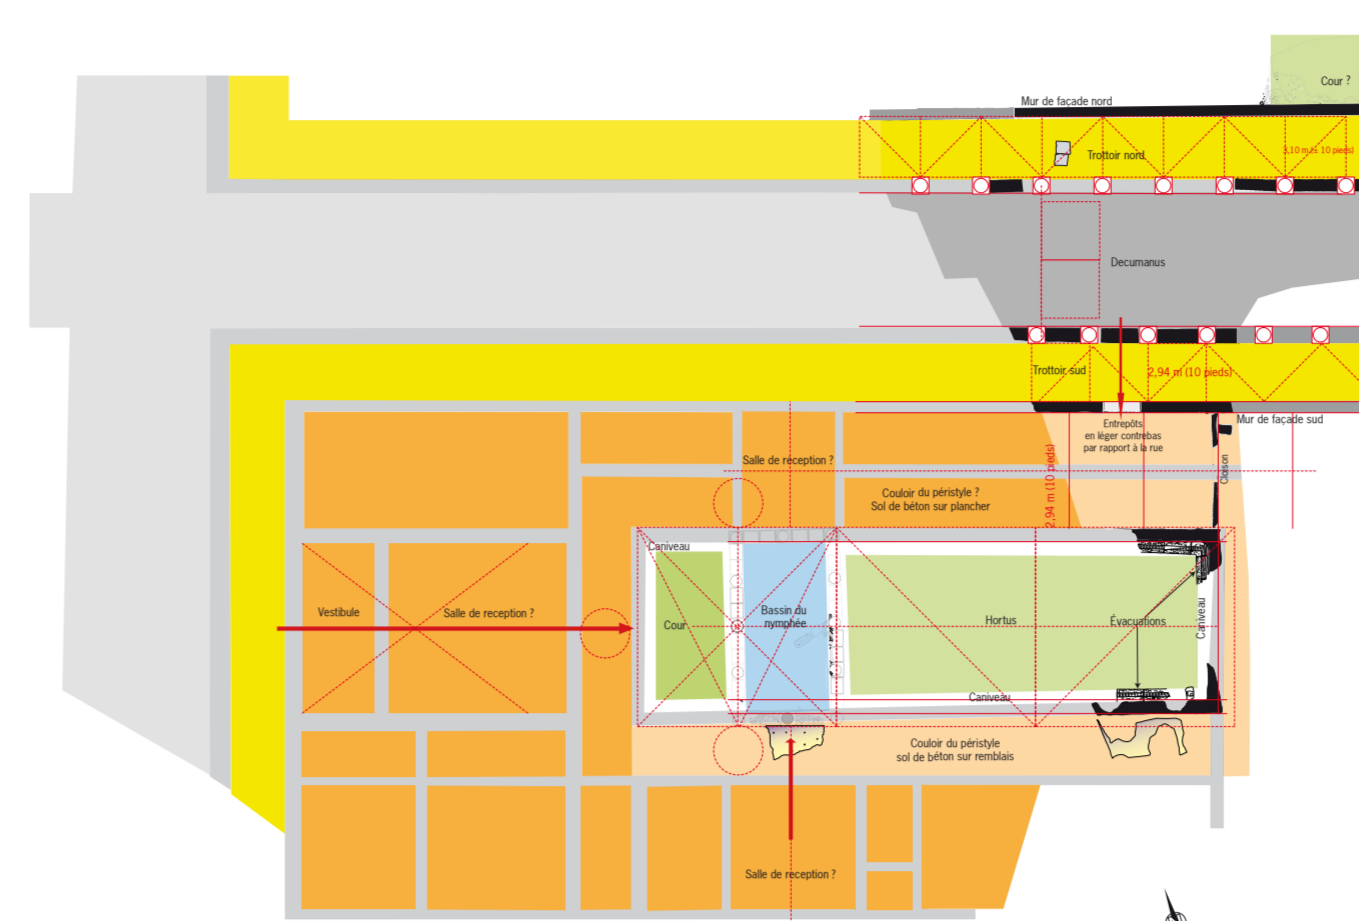 Cour ?
Mur de façade nord
3,10 m (± 10 pieds)
Trottoir nord
Decumanus
Trottoir sud
2,94 m (10 pieds)
Mur de façade sud
Entrepôts
en léger contrebas
par rapport à la rue
Cloison
2,94 m (10 pieds)
Salle de réception ?
Couloir du péristyle ?
Sol de béton sur plancher
Caniveau
Vestibule
Salle de réception ?
Cour
Bassin du
nymphée
Hortus
Évacuations
Caniveau
Caniveau
Couloir du péristyle
sol de béton sur remblais
Salle de réception ?